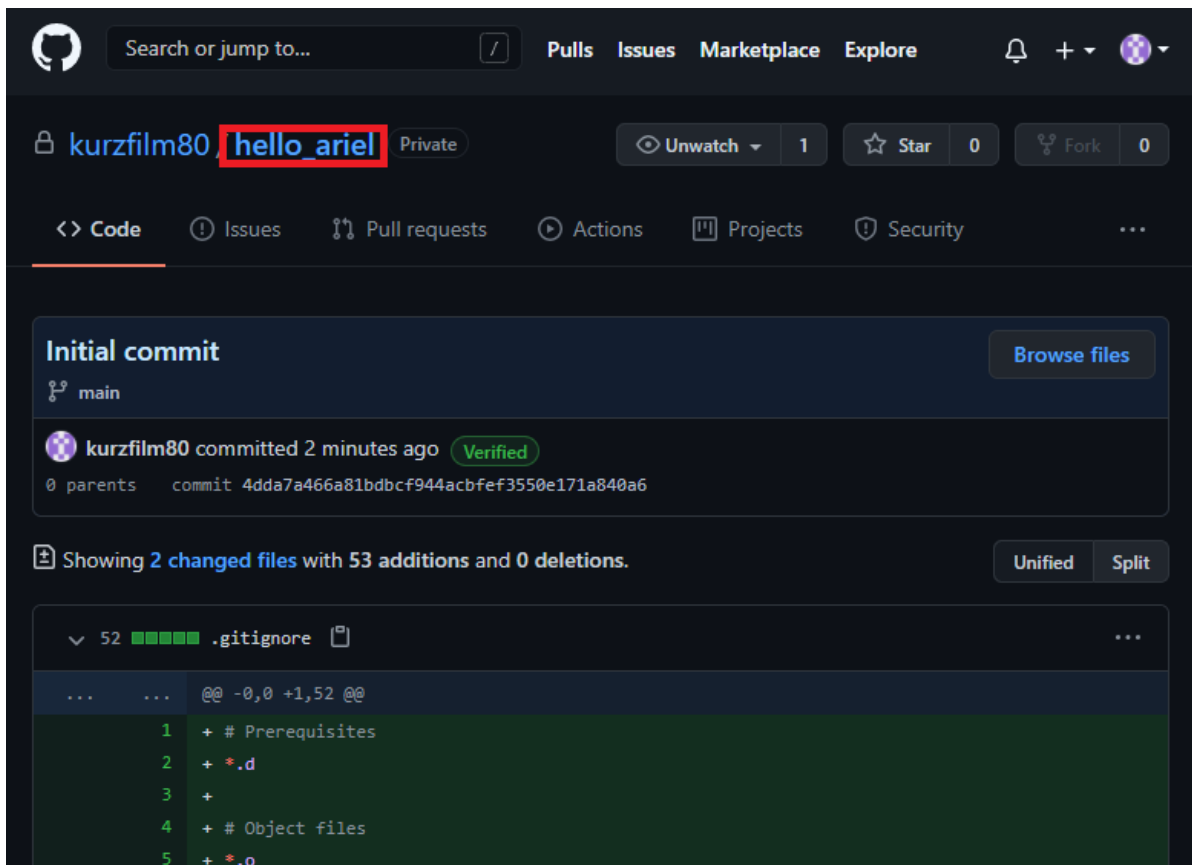 Search or jump to... / Pulls Issues Marketplace Explore
kurzfilm80 / hello_ariel Private Unwatch 1 Star 0 Fork 0
<> Code Issues Pull requests Actions Projects Security ...
Initial commit Browse files
main
kurzfilm80 committed 2 minutes ago Verified
0 parents commit 4dda7a466a81bdbcf944acbfef3550e171a840a6
Showing 2 changed files with 53 additions and 0 deletions. Unified Split
52 .gitignore ...
... ... @@ -0,0 +1,52 @@
1 + # Prerequisites
2 + *.d
3 +
4 + # Object files
5 + *.o